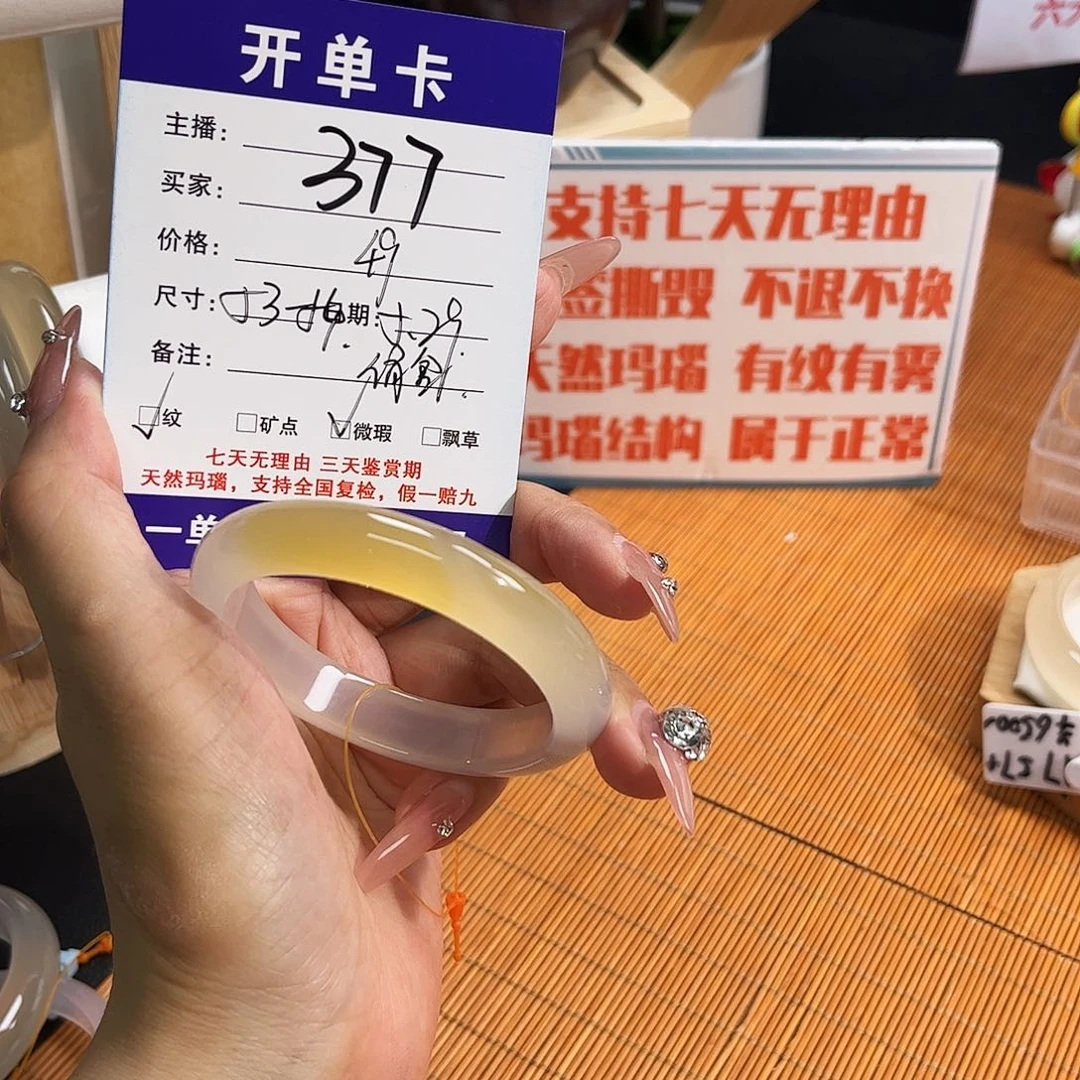 开单卡
主播:
377
买家:
价格: 49
尺寸: 53 期:
备注:
纹 矿点 微瑕 飘草
七天无理由 三天鉴赏期
天然玛瑙，支持全国复检，假一赔九
一单
支持七天无理由
签撕毁 不退不换
天然玛瑙 有纹有雾
玛瑙结构 属于正常